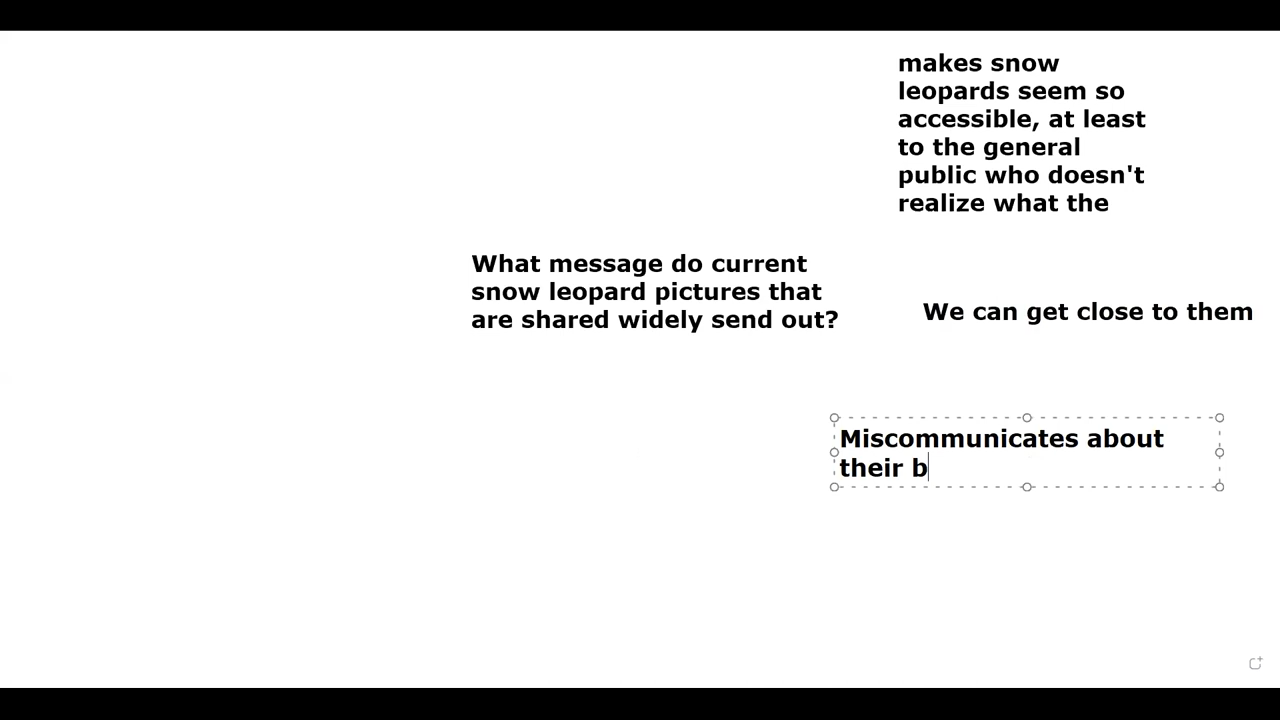 makes snow
leopards seem so
accessible, at least
to the general
public who doesn't
realize what the
What message do current
snow leopard pictures that
are shared widely send out?
We can get close to them
Miscommunicates about
their b